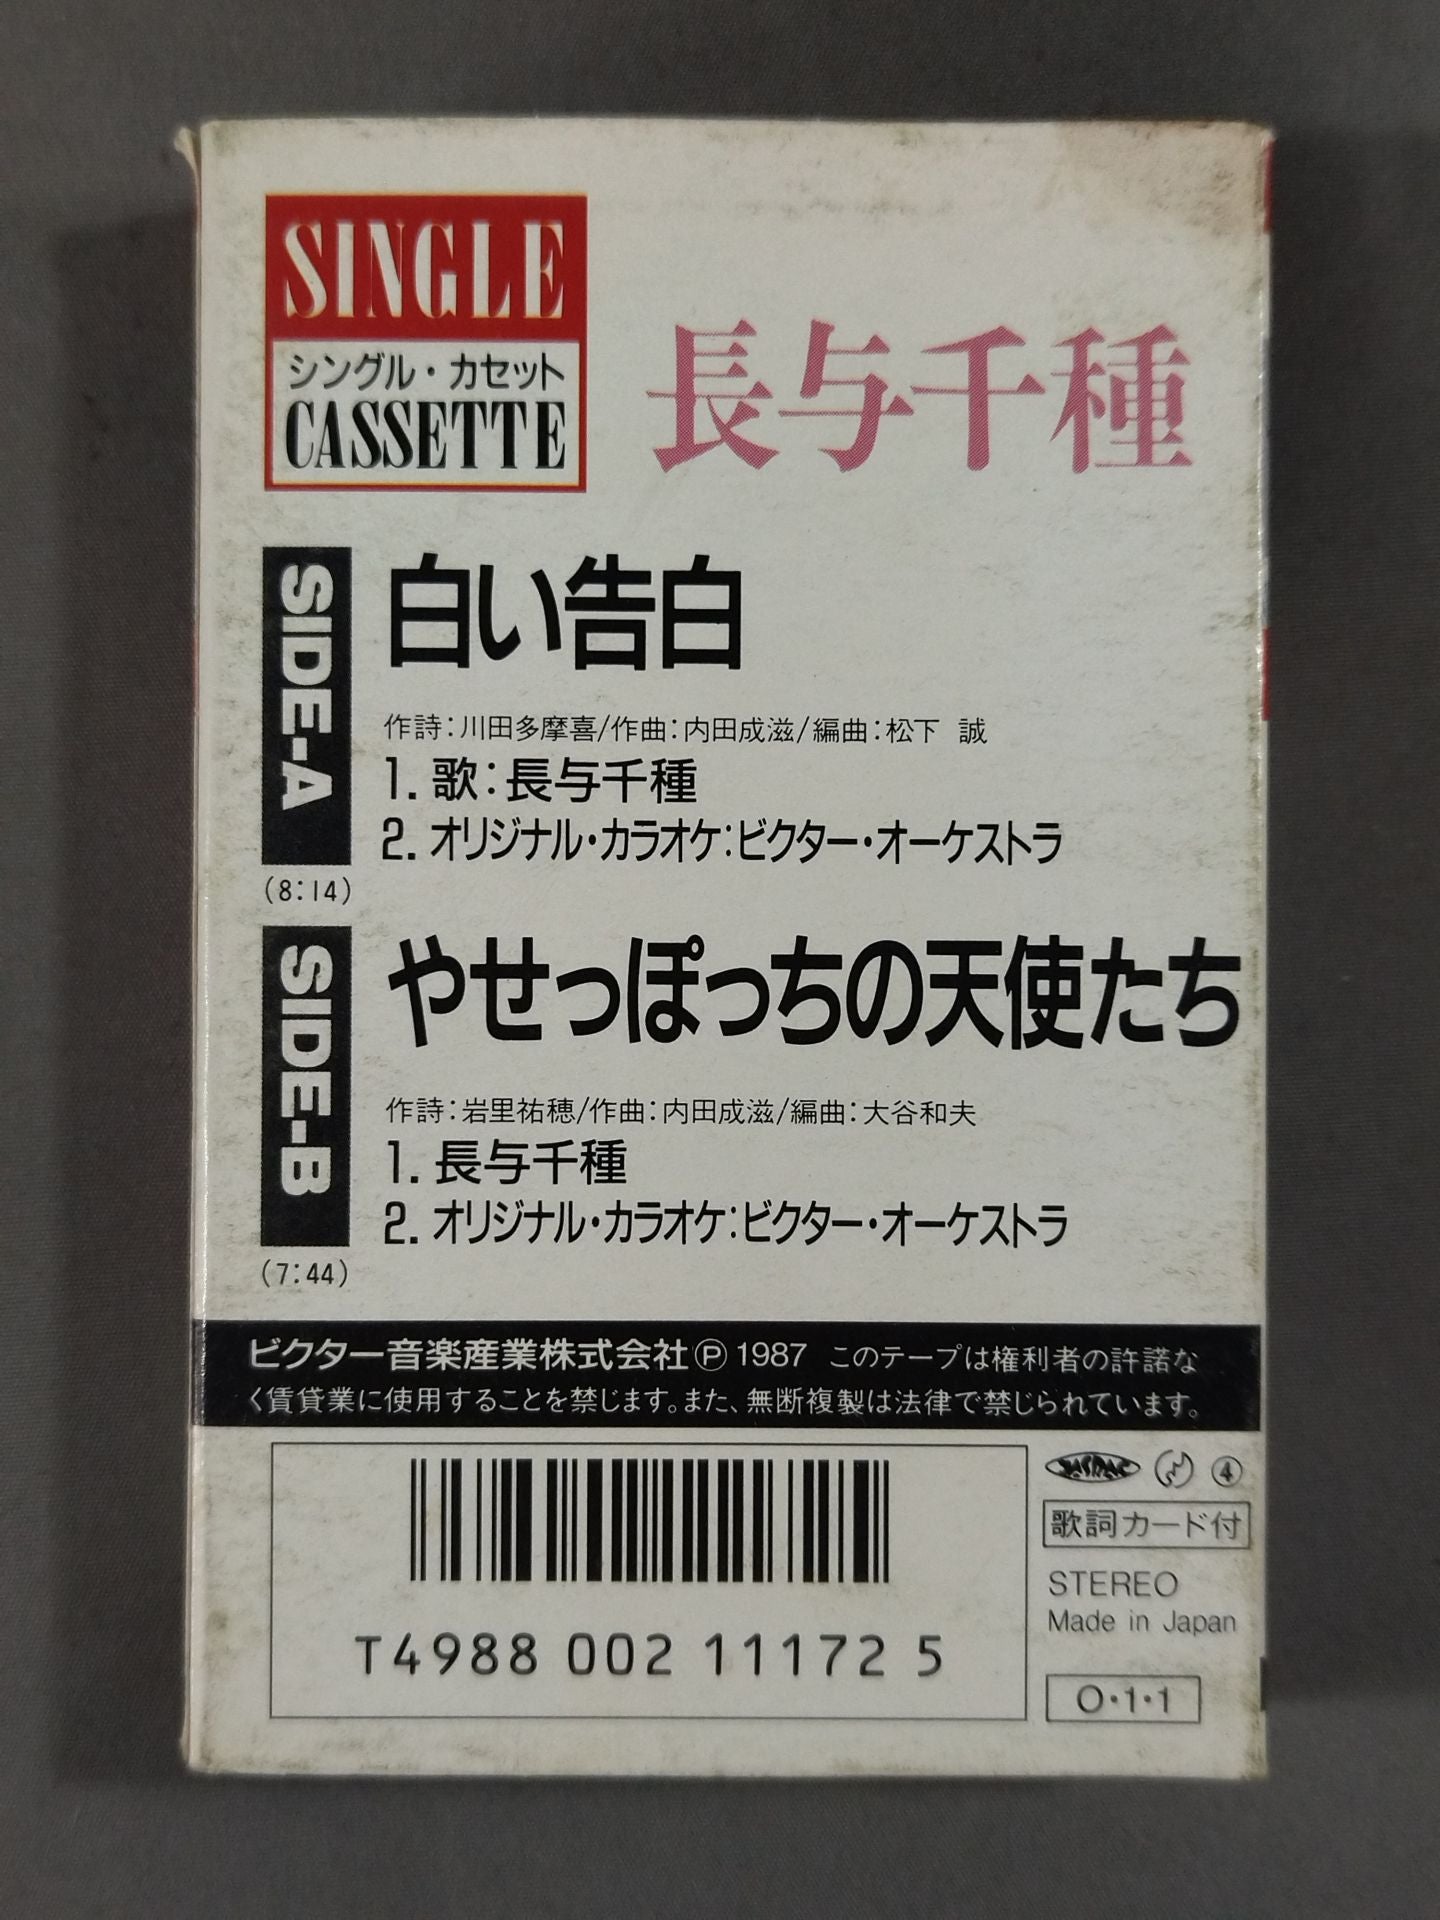 SINGLE
シングル・カセット
CASSETTE
長与千種
SIDE-A
(8:14)
白い告白
作詩:川田多摩喜/作曲:内田成滋/編曲:松下 誠
1. 歌:長与千種
2. オリジナル・カラオケ:ビクター・オーケストラ
SIDE-B
(7:44)
やせっぽっちの天使たち
作詩:岩里祐穂/作曲:内田成滋/編曲:大谷和夫
1. 長与千種
2. オリジナル・カラオケ:ビクター・オーケストラ
ビクター音楽産業株式会社Ⓟ1987 このテープは権利者の許諾な
く賃貸業に使用することを禁じます。また、無断複製は法律で禁じられています。
T4988 002 11172 5
JASRAC ④
歌詞カード付
STEREO
Made in Japan
O・1・1